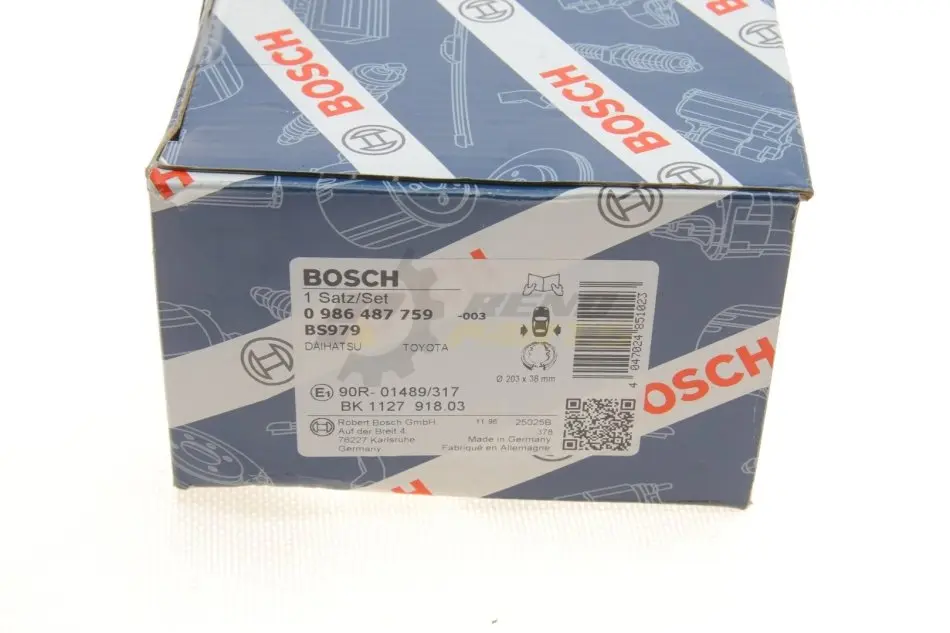 BOSCH
BOSCH
BOSCH
1 Satz/Set
0 986 487 759 -003
BS979
DAIHATSU TOYOTA
Ø 203 x 38 mm
E1 90R- 01489/317
BK 1127 918.03
Robert Bosch GmbH
Auf der Breit 4
76227 Karlsruhe
Germany
11.96 25025B
378
Made in Germany
Fabriqué en Allemagne
4 047024 851023
BOSCH